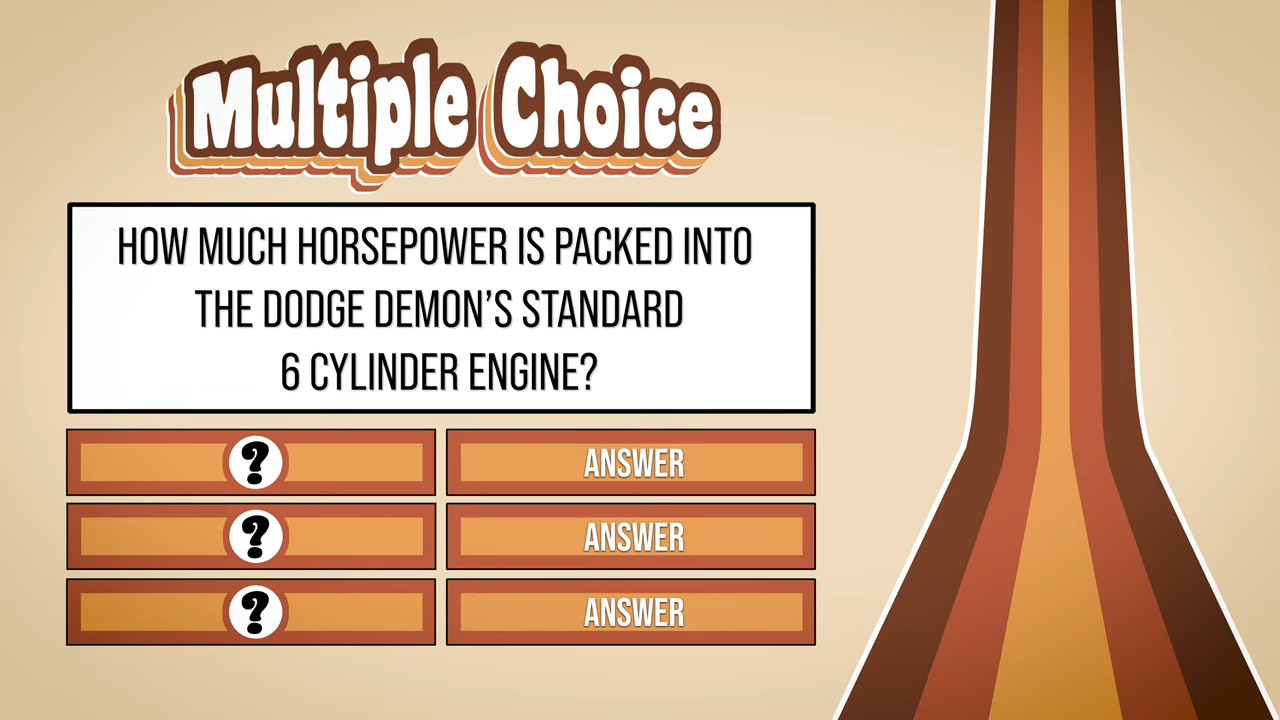 Multiple Choice
HOW MUCH HORSEPOWER IS PACKED INTO
THE DODGE DEMON’S STANDARD
6 CYLINDER ENGINE?
? ANSWER
? ANSWER
? ANSWER